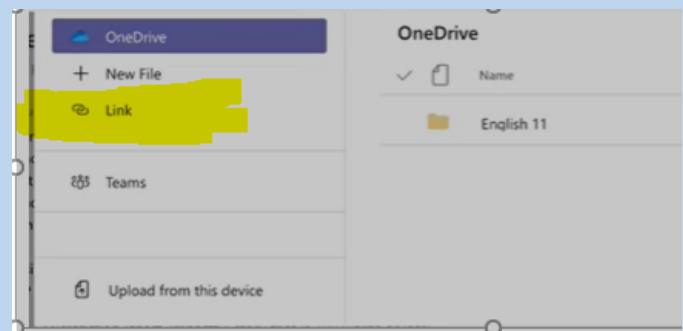 OneDrive
New File
Link
Teams
Upload from this device
OneDrive
Name
English 11